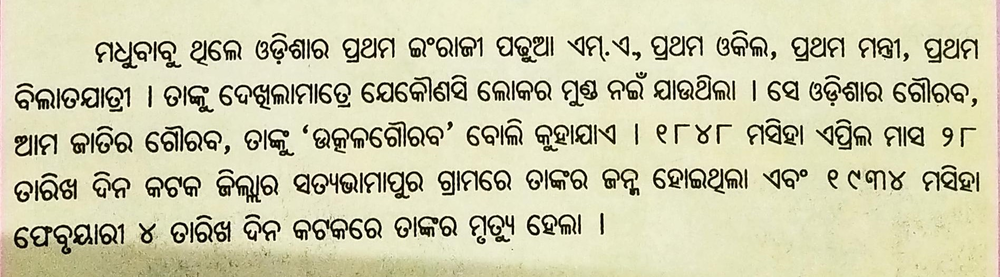 ମଧୁବାବୁ ଥିଲେ ଓଡ଼ିଶାର ପ୍ରଥମ ଇଂରାଜୀ ପଢୁଆ ଏମ୍.ଏ., ପ୍ରଥମ ଓକିଲ, ପ୍ରଥମ ମନ୍ତ୍ରୀ, ପ୍ରଥମ
ବିଲାତଯାତ୍ରୀ । ତାଙ୍କୁ ଦେଖିଲାମାତ୍ରେ ଯେକୌଣସି ଲୋକର ମୁଣ୍ଡ ନଇଁ ଯାଉଥିଲା । ସେ ଓଡ଼ିଶାର ଗୌରବ,
ଆମ ଜାତିର ଗୌରବ, ତାଙ୍କୁ ‘ଉତ୍କଳଗୌରବ’ ବୋଲି କୁହାଯାଏ । ୧୮୪୮ ମସିହା ଏପ୍ରିଲ ମାସ ୨୮
ତାରିଖ ଦିନ କଟକ ଜିଲ୍ଲାର ସତ୍ୟଭାମାପୁର ଗ୍ରାମରେ ତାଙ୍କର ଜନ୍ମ ହୋଇଥିଲା ଏବଂ ୧୯୩୪ ମସିହା
ଫେବୃୟାରୀ ୪ ତାରିଖ ଦିନ କଟକରେ ତାଙ୍କର ମୃତ୍ୟୁ ହେଲା ।